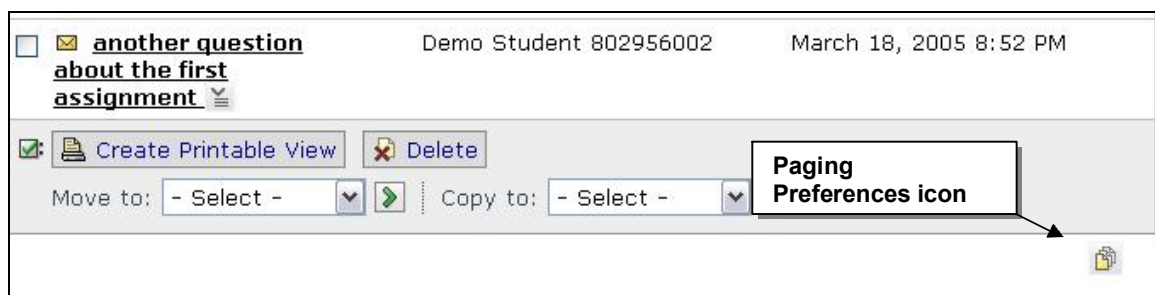 another question Demo Student 802956002 March 18, 2005 8:52 PM
about the first
assignment
: Create Printable View Delete
Move to: - Select - Copy to: - Select -
Paging
Preferences icon